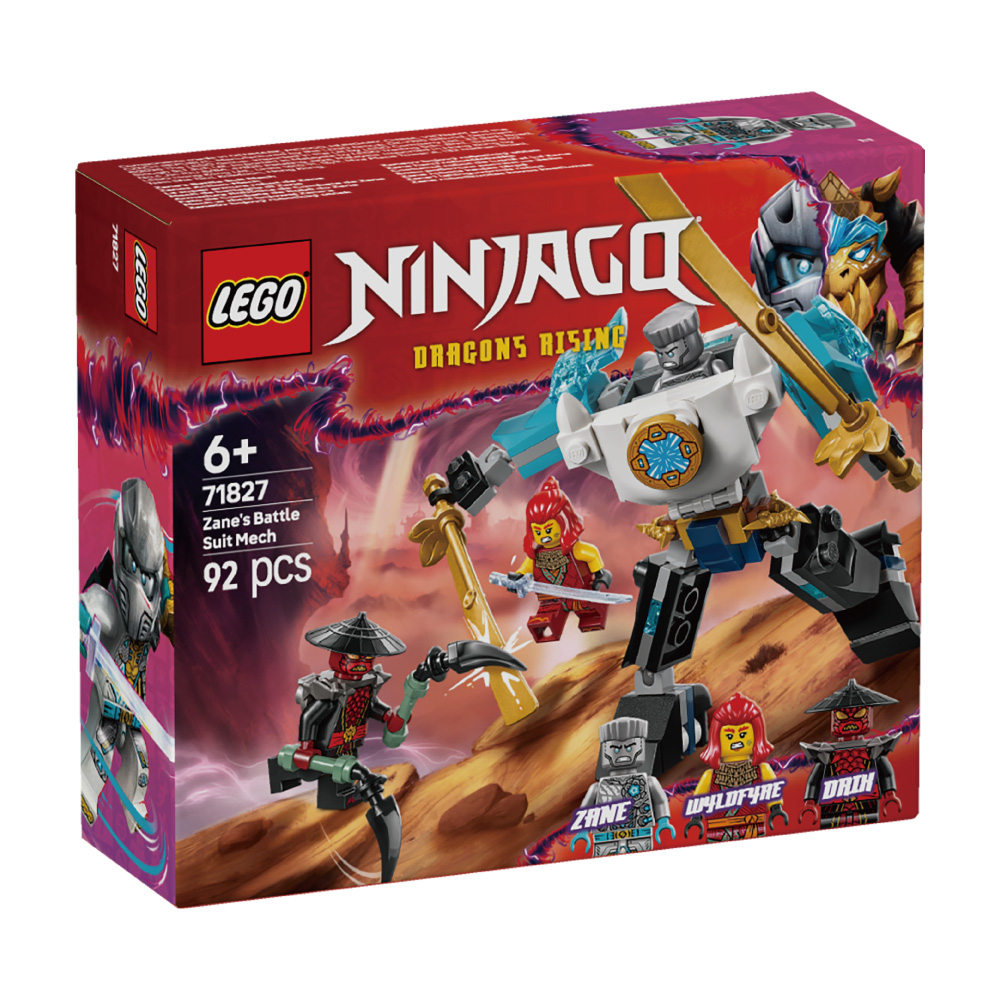 LEGO
NINJAGO
DRAGONS RISING
6+
71827
Zane's Battle
Suit Mech
92 pcs
ZANE
WYLDFYRE
DRIX
71827
LEGO